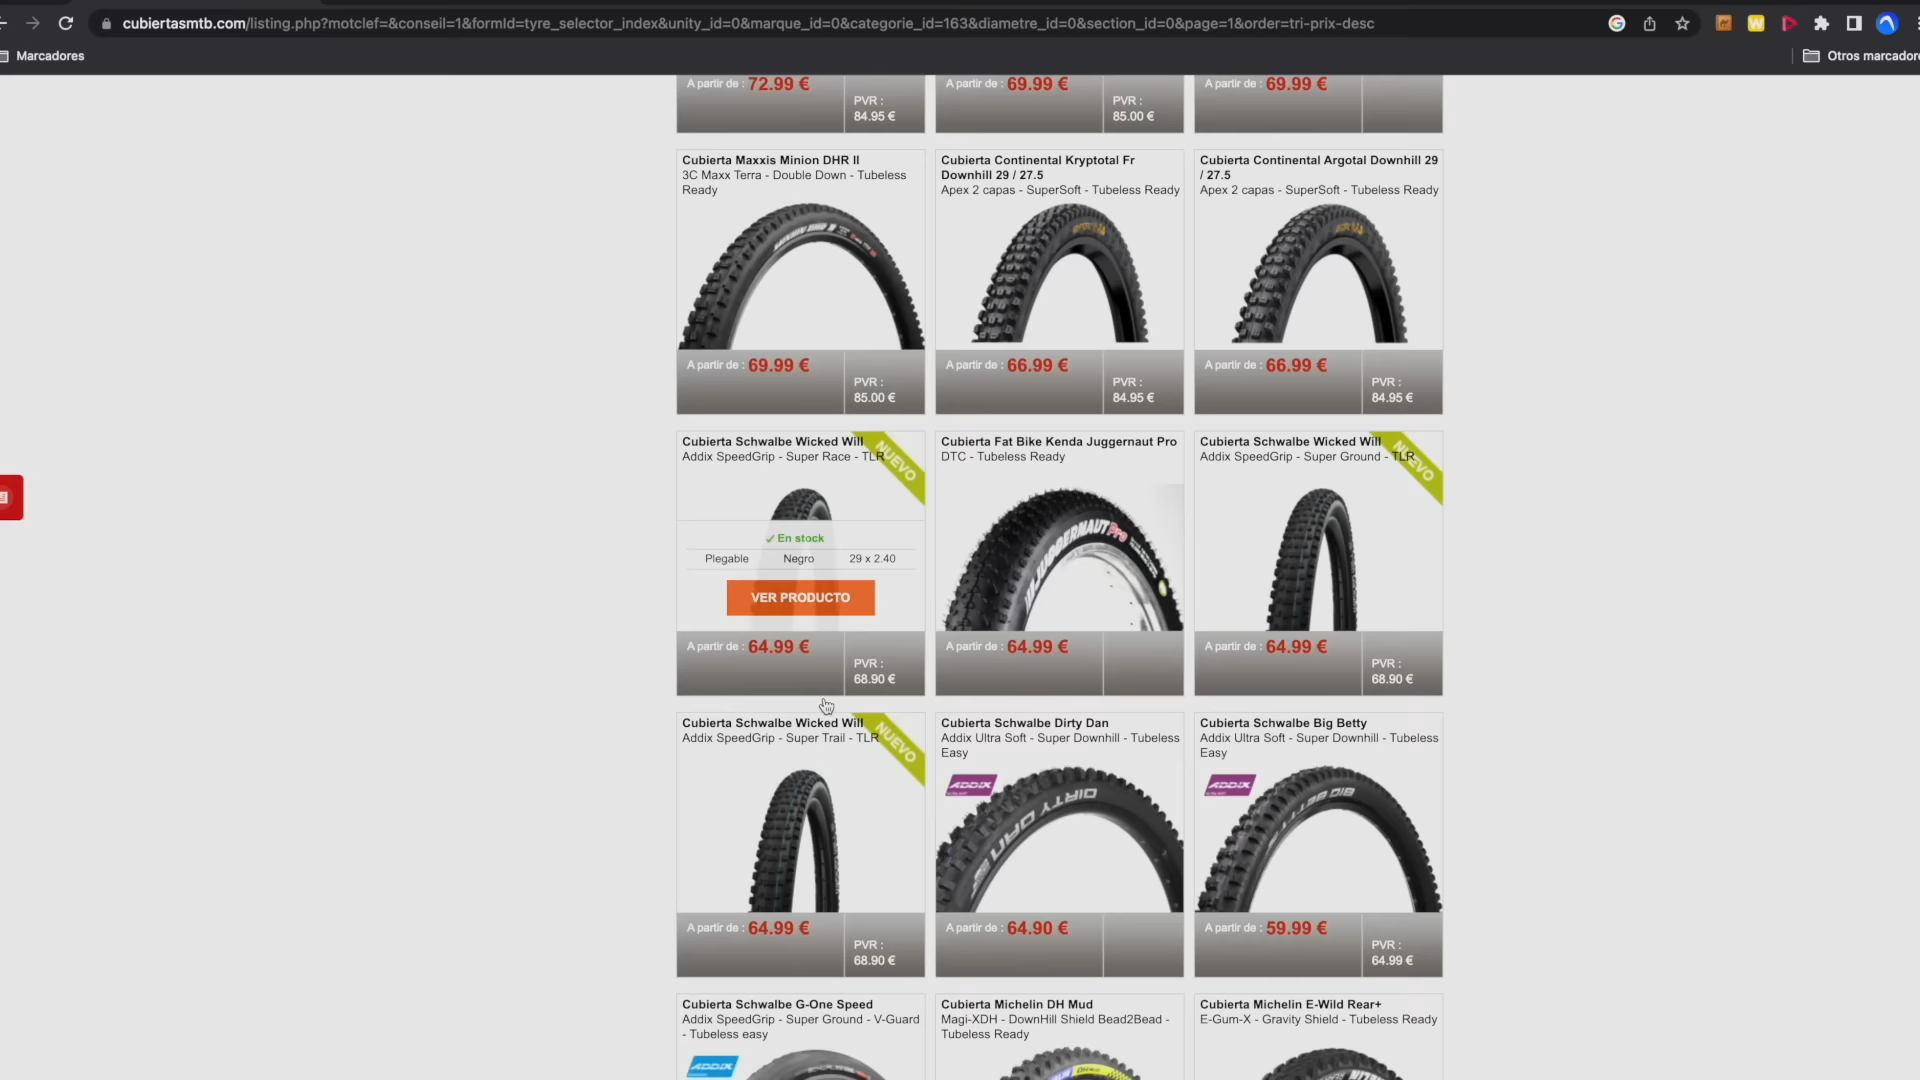 cubiertasmtb.com/listing.php?motclef=&conseil=1&formId=tyre_selector_index&unity_id=0&marque_id=0&categorie_id=163&diametre_id=0&section_id=0&page=1&order=tri-prix-desc
Marcadores
Otros marcadore
A partir de : 72.99 €
PVR :
84.95 €
A partir de : 69.99 €
PVR :
85.00 €
A partir de : 69.99 €
Cubierta Maxxis Minion DHR II
3C Maxx Terra - Double Down - Tubeless
Ready
A partir de : 69.99 €
PVR :
85.00 €
Cubierta Continental Kryptotal Fr
Downhill 29 / 27.5
Apex 2 capas - SuperSoft - Tubeless Ready
A partir de : 66.99 €
PVR :
84.95 €
Cubierta Continental Argotal Downhill 29
/ 27.5
Apex 2 capas - SuperSoft - Tubeless Ready
A partir de : 66.99 €
PVR :
84.95 €
Cubierta Schwalbe Wicked Will
Addix SpeedGrip - Super Race - TLR
NUEVO
✓ En stock
Plegable Negro 29 x 2.40
VER PRODUCTO
A partir de : 64.99 €
PVR :
68.90 €
Cubierta Fat Bike Kenda Juggernaut Pro
DTC - Tubeless Ready
JUGGERNAUT Pro
A partir de : 64.99 €
Cubierta Schwalbe Wicked Will
Addix SpeedGrip - Super Ground - TLR
NUEVO
A partir de : 64.99 €
PVR :
68.90 €
Cubierta Schwalbe Wicked Will
Addix SpeedGrip - Super Trail - TLR
NUEVO
A partir de : 64.99 €
PVR :
68.90 €
Cubierta Schwalbe Dirty Dan
Addix Ultra Soft - Super Downhill - Tubeless
Easy
ADDIX
DIRTY DAN
DIRTY DAN
A partir de : 64.90 €
Cubierta Schwalbe Big Betty
Addix Ultra Soft - Super Downhill - Tubeless
Easy
ADDIX
BIG BETTY
A partir de : 59.99 €
PVR :
64.99 €
Cubierta Schwalbe G-One Speed
Addix SpeedGrip - Super Ground - V-Guard
- Tubeless easy
ADDIX
Cubierta Michelin DH Mud
Magi-XDH - DownHill Shield Bead2Bead -
Tubeless Ready
Cubierta Michelin E-Wild Rear+
E-Gum-X - Gravity Shield - Tubeless Ready